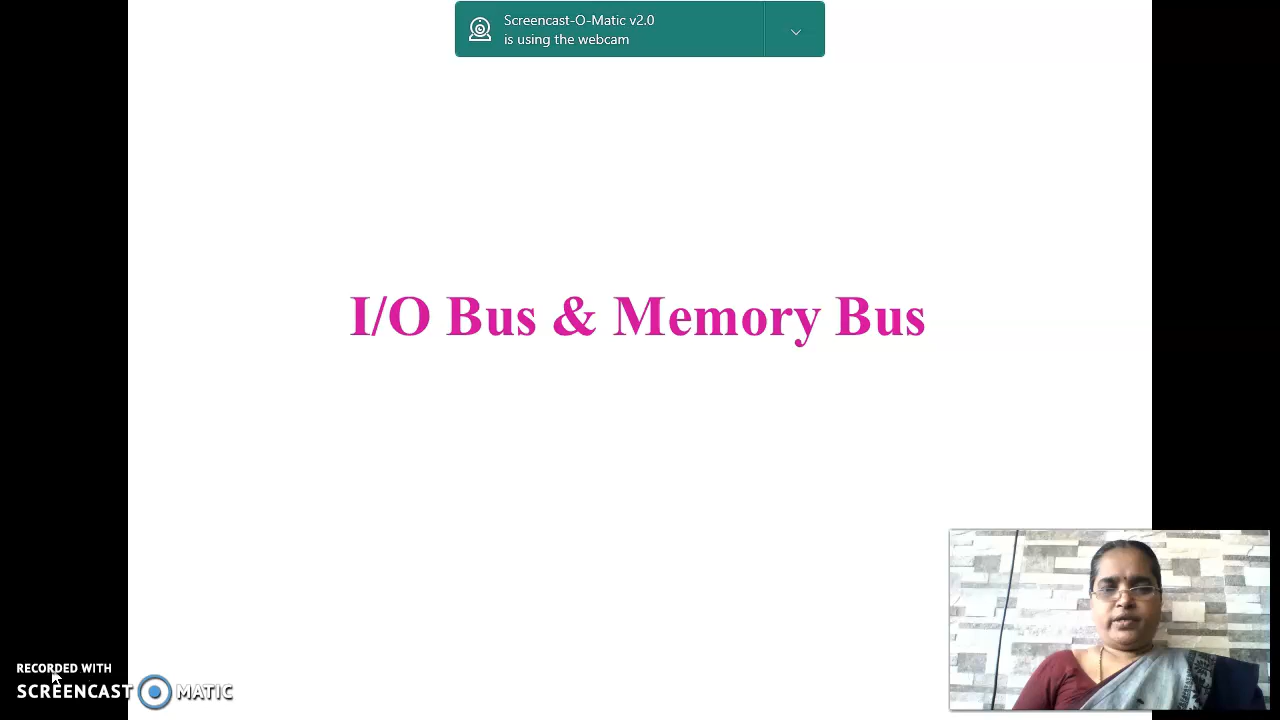 Screencast-O-Matic v2.0
is using the webcam
I/O Bus & Memory Bus
RECORDED WITH
SCREENCAST MATIC